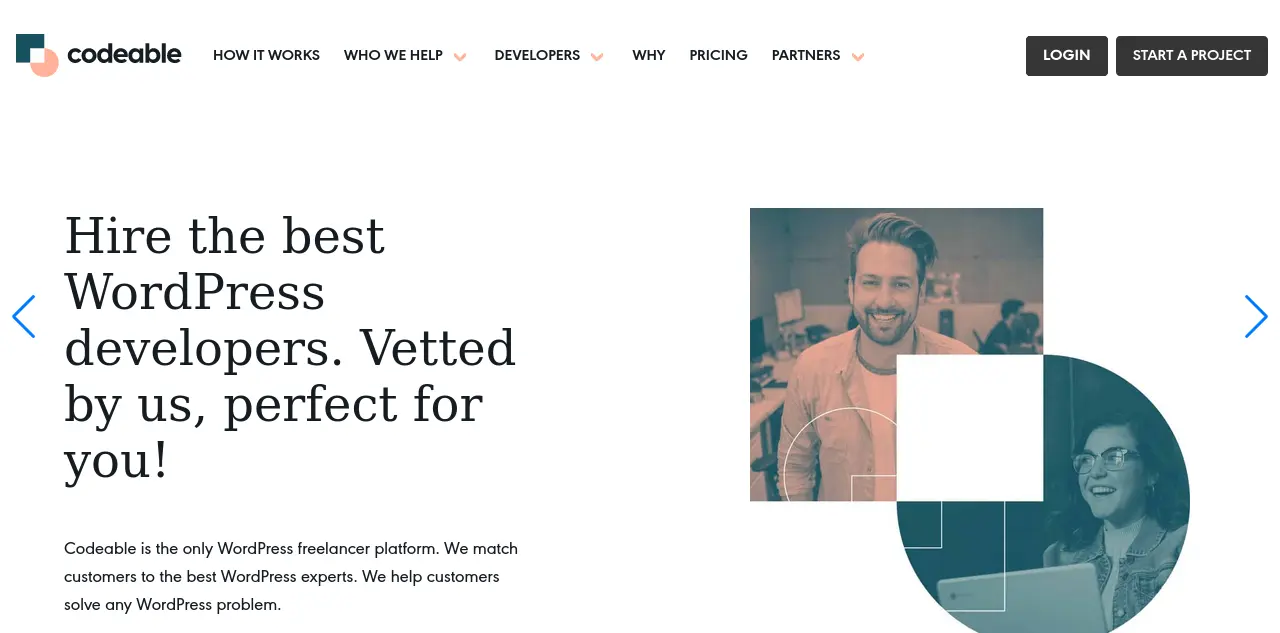 codeable
HOW IT WORKS
WHO WE HELP
DEVELOPERS
WHY
PRICING
PARTNERS
LOGIN
START A PROJECT
Hire the best
WordPress
developers. Vetted
by us, perfect for
you!
Codeable is the only WordPress freelancer platform. We match
customers to the best WordPress experts. We help customers
solve any WordPress problem.